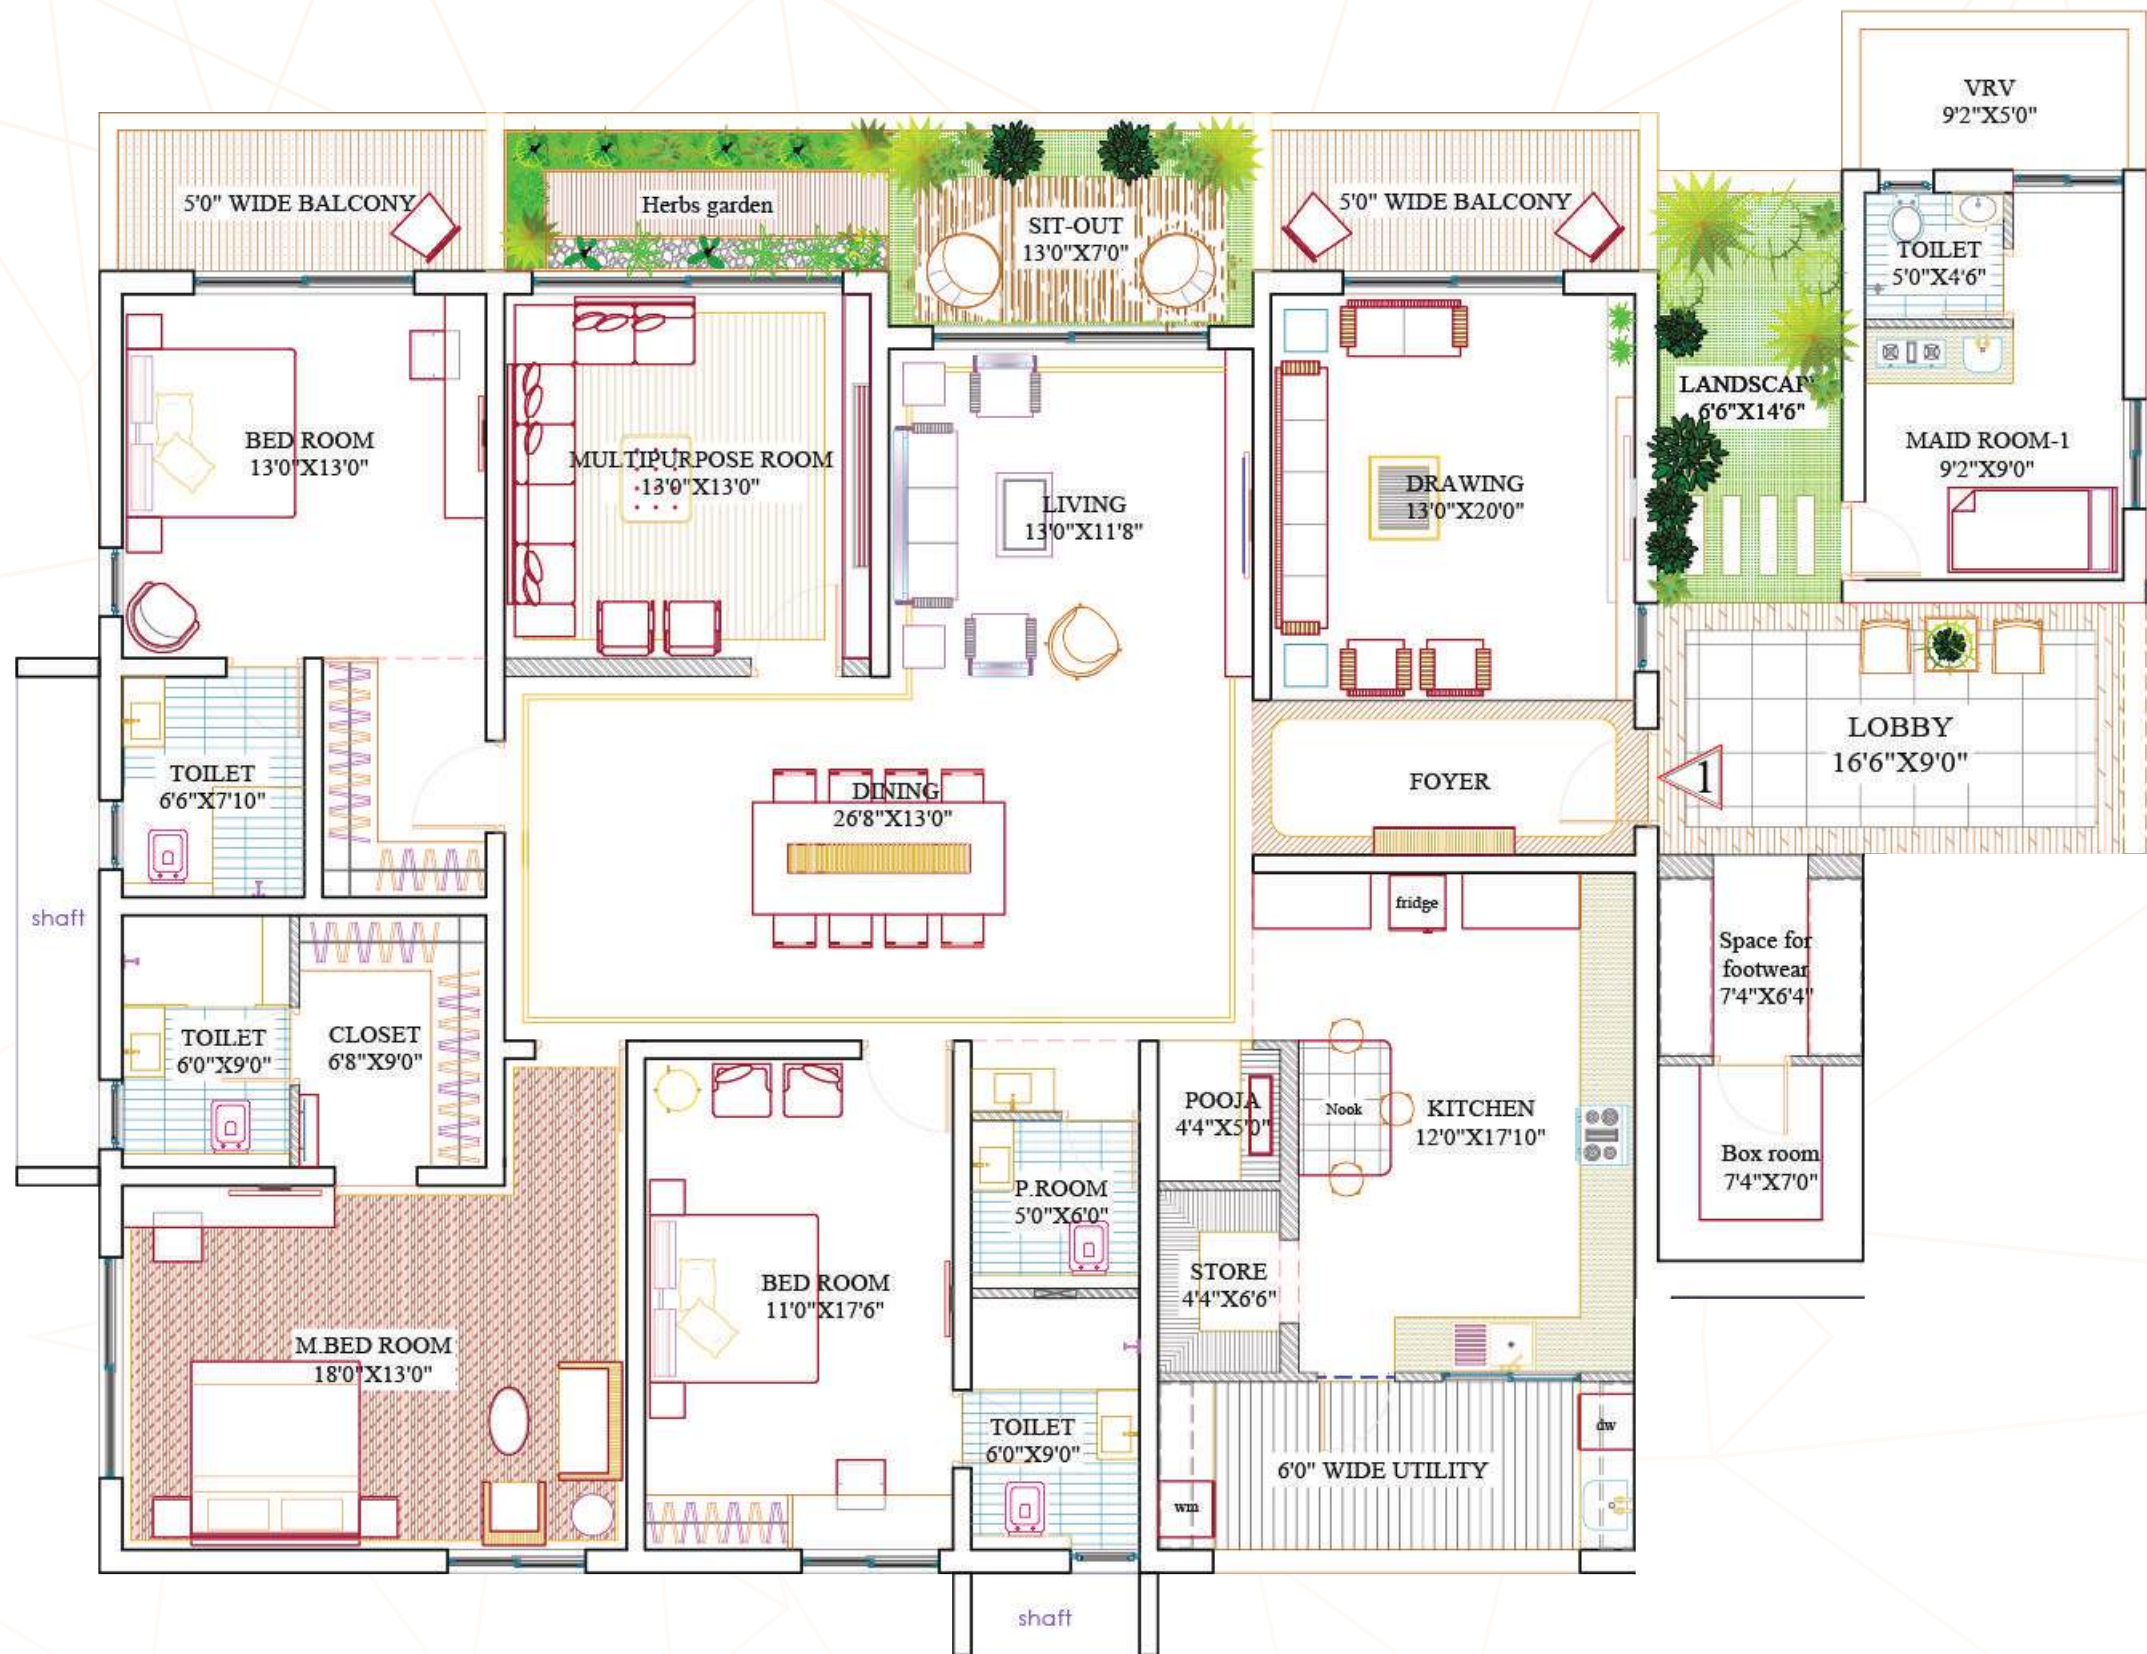 VRV
9'2"X5'0"
5'0" WIDE BALCONY
Herbs garden
SIT-OUT
13'0"X7'0"
5'0" WIDE BALCONY
TOILET
5'0"X4'6"
LANDSCAP
6'6"X14'6"
MAID ROOM-1
9'2"X9'0"
BED ROOM
13'0"X13'0"
MULTIPURPOSE ROOM
13'0"X13'0"
LIVING
13'0"X11'8"
DRAWING
13'0"X20'0"
LOBBY
16'6"X9'0"
1
FOYER
TOILET
6'6"X7'10"
DINING
26'8"X13'0"
shaft
fridge
Space for
footwear
7'4"X6'4"
TOILET
6'0"X9'0"
CLOSET
6'8"X9'0"
POOJA
4'4"X5'0"
Nook
KITCHEN
12'0"X17'10"
Box room
7'4"X7'0"
P.ROOM
5'0"X6'0"
STORE
4'4"X6'6"
BED ROOM
11'0"X17'6"
M.BED ROOM
18'0"X13'0"
TOILET
6'0"X9'0"
dw
6'0" WIDE UTILITY
wm
shaft